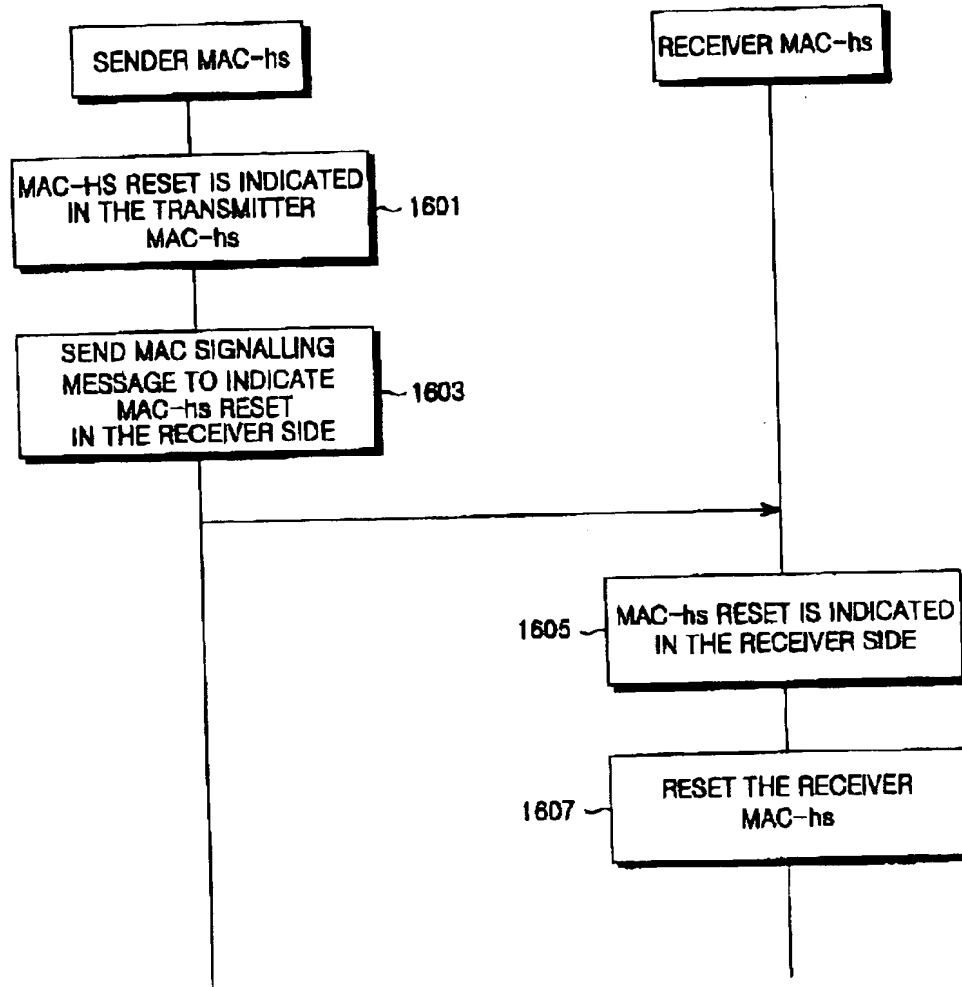 SENDER MAC-hs
RECEIVER MAC-hs
MAC-HS RESET IS INDICATED
IN THE TRANSMITTER
MAC-hs
1601
SEND MAC SIGNALLING
MESSAGE TO INDICATE
MAC-hs RESET
IN THE RECEIVER SIDE
1603
1605
MAC-hs RESET IS INDICATED
IN THE RECEIVER SIDE
1607
RESET THE RECEIVER
MAC-hs